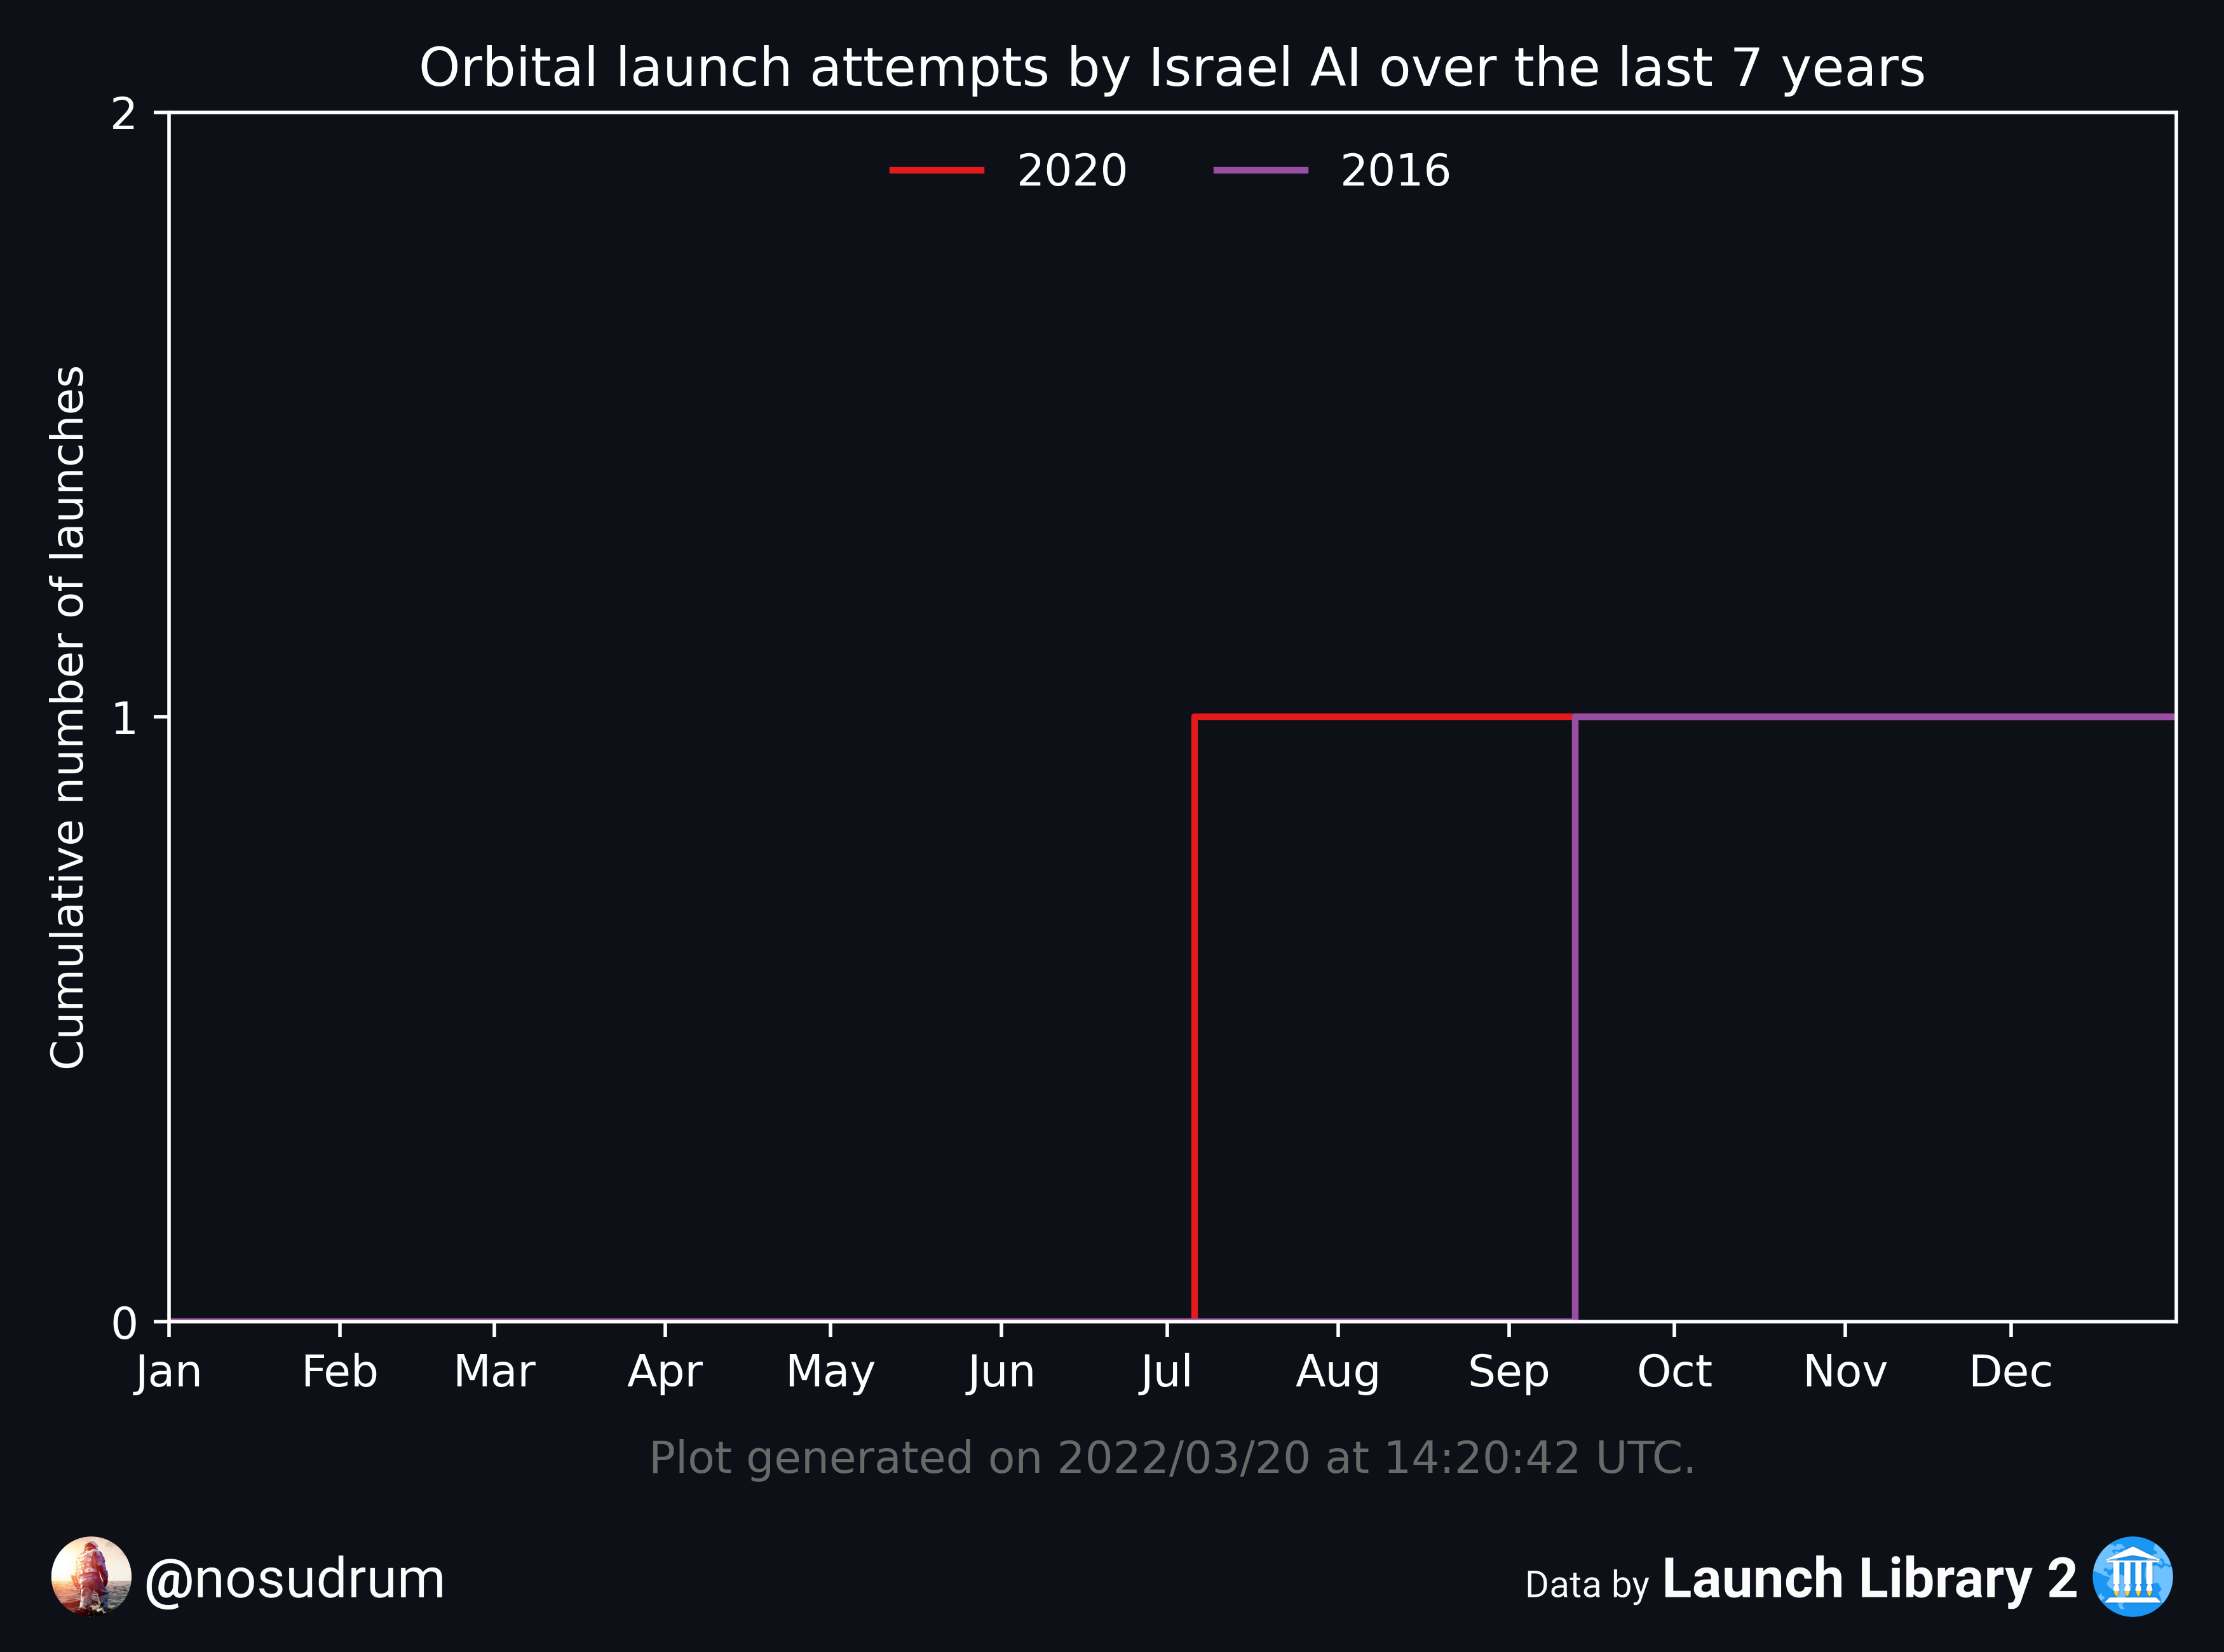 Orbital launch attempts by Israel AI over the last 7 years
2020 2016
Cumulative number of launches
2
1
0
Jan Feb Mar Apr May Jun Jul Aug Sep Oct Nov Dec
Plot generated on 2022/03/20 at 14:20:42 UTC.
@nosudrum
Data by Launch Library 2